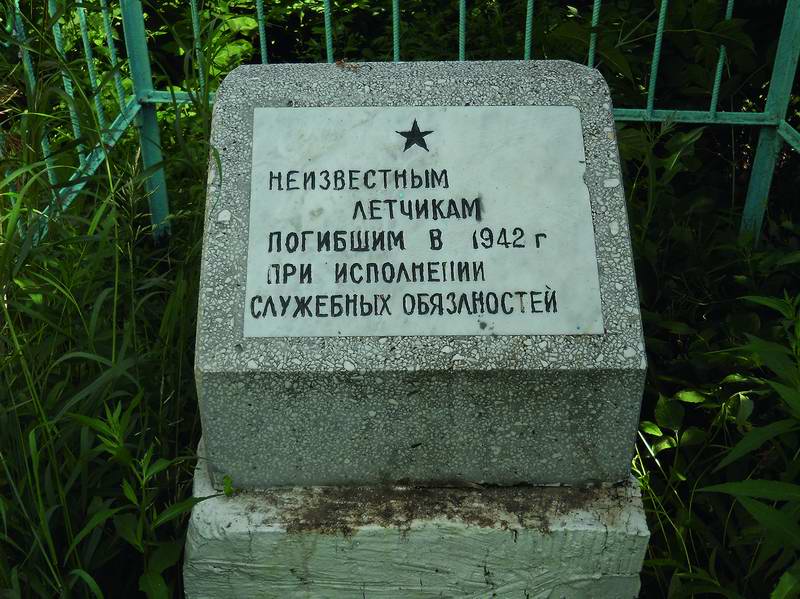 НЕИЗВЕСТНЫМ
ЛЕТЧИКАМ
ПОГИБШИМ В 1942 г
ПРИ ИСПОЛНЕНИИ
СЛУЖЕБНЫХ ОБЯЗАНОСТЕЙ